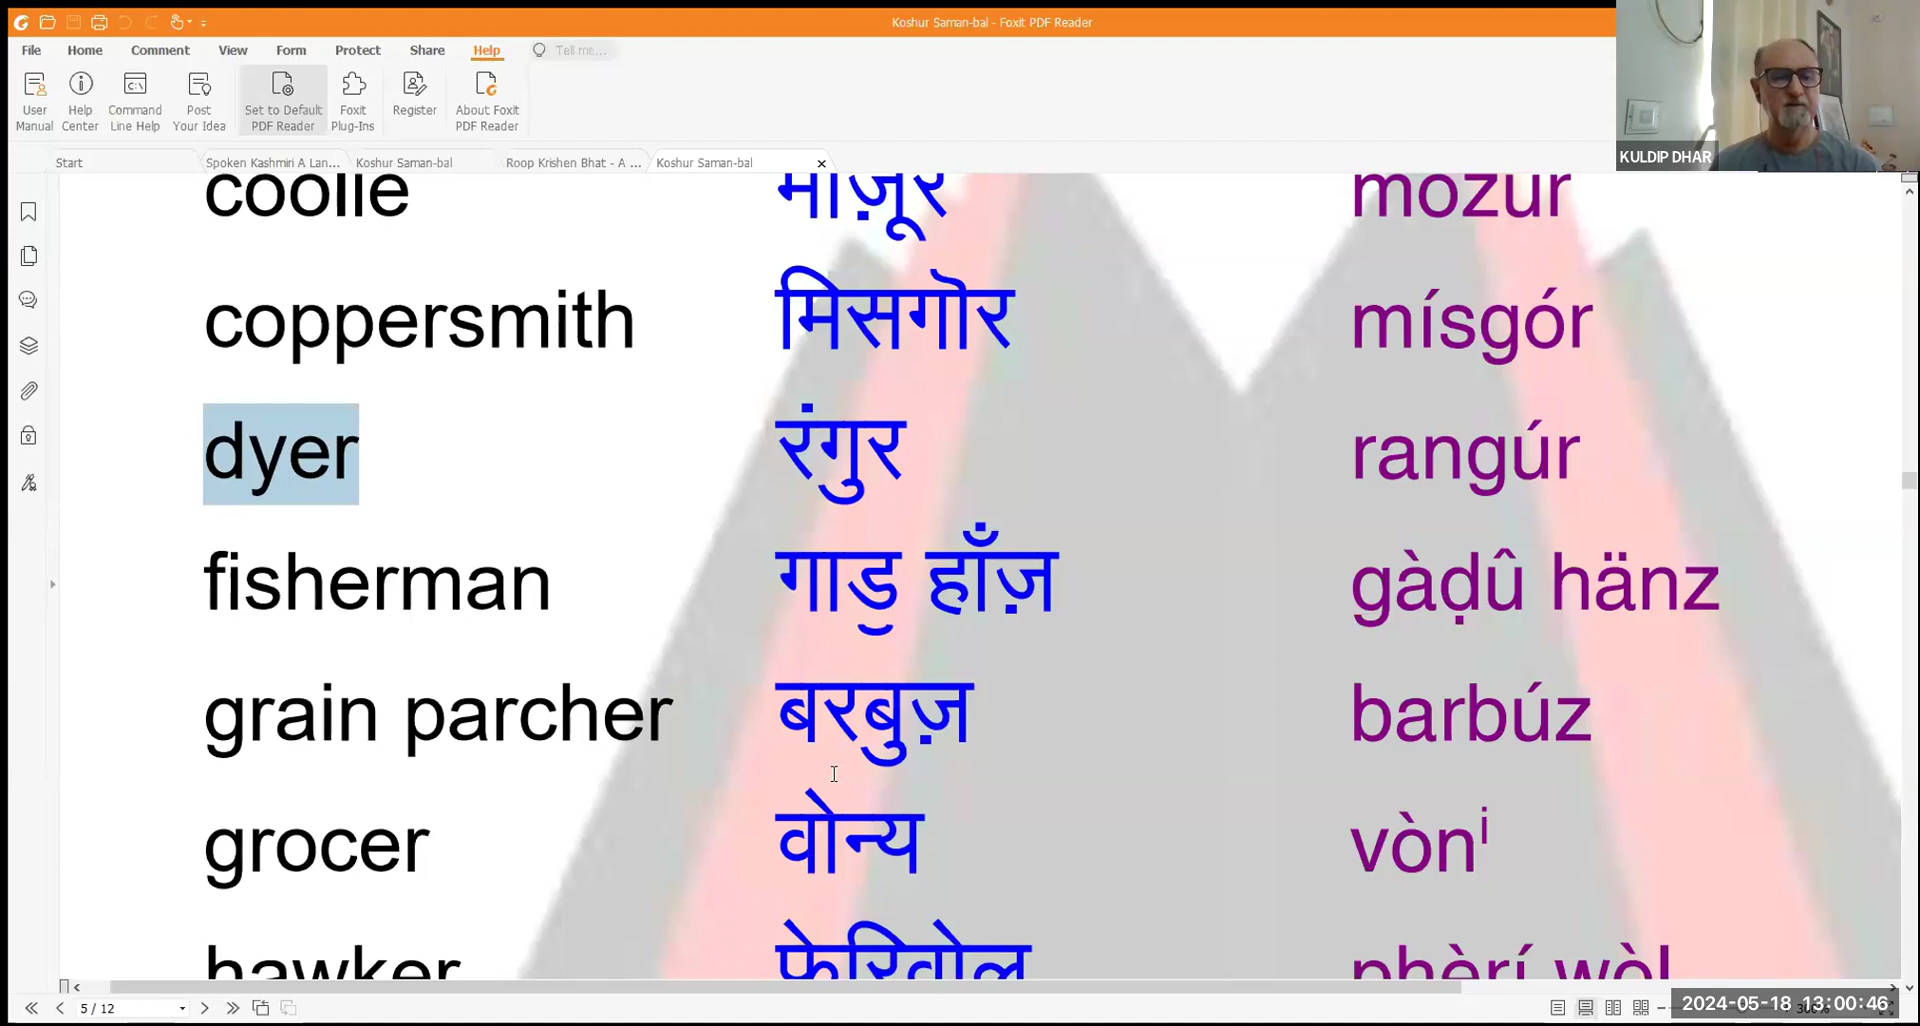 Koshur Saman-bal - Foxit PDF Reader
File Home Comment View Form Protect Share Help Tell me...
User Manual
Help Center
Command Line Help
Post Your Idea
Set to Default PDF Reader
Foxit Plug-Ins
Register
About Foxit PDF Reader
KULDIP DHAR
Start Spoken Kashmiri A Lan... Koshur Saman-bal Roop Krishen Bhat - A ... Koshur Saman-bal
coolie मोज़ूर mozúr
coppersmith मिसगॊर mísgór
dyer रंगुर rangúr
fisherman गाड॒ हाँज़ gàḍû hänz
grain parcher बरबुज़ barbúz
grocer वोन्य vònⁱ
hawker फेरिवोल phèrí wòl
5 / 12
2024-05-18 13:00:46